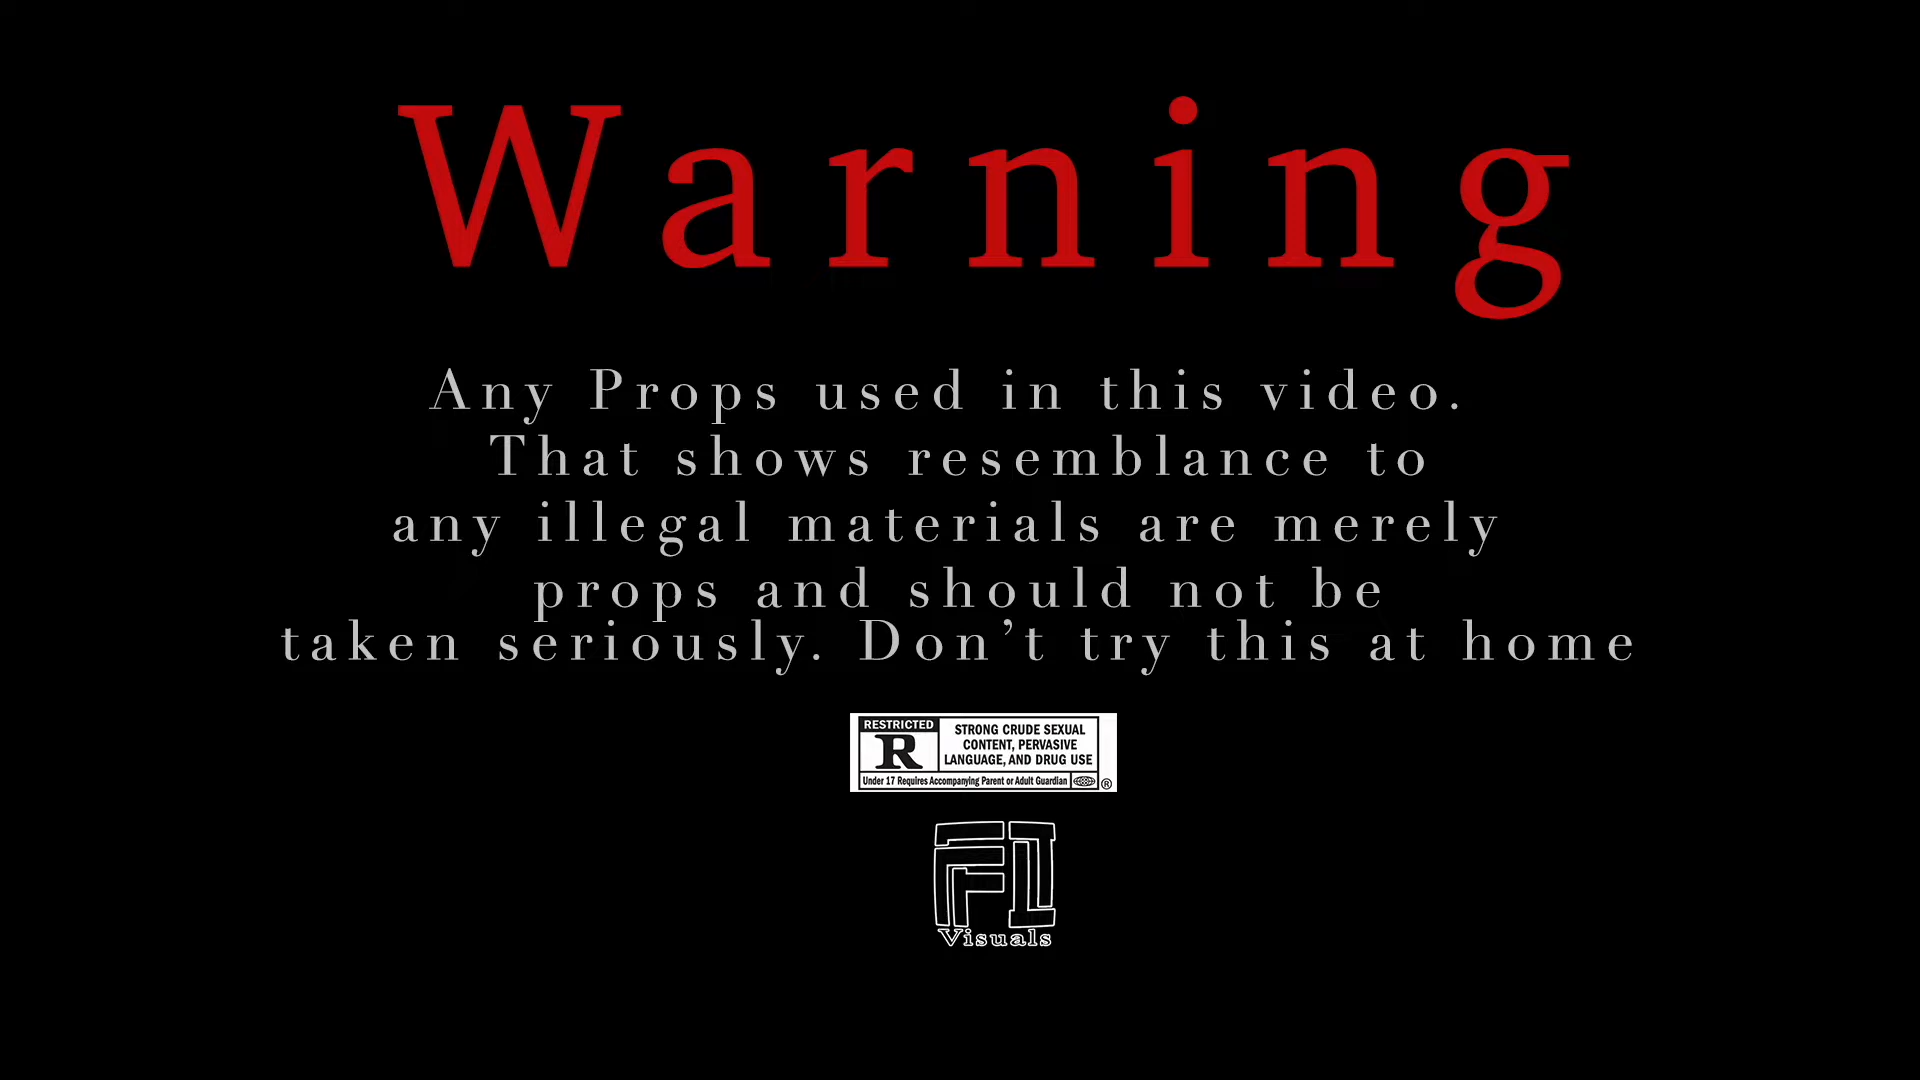 Warning
Any Props used in this video.
That shows resemblance to
any illegal materials are merely
props and should not be
taken seriously. Don’t try this at home
RESTRICTED
R
STRONG CRUDE SEXUAL
CONTENT, PERVASIVE
LANGUAGE, AND DRUG USE
Under 17 Requires Accompanying Parent or Adult Guardian
®
Visuals